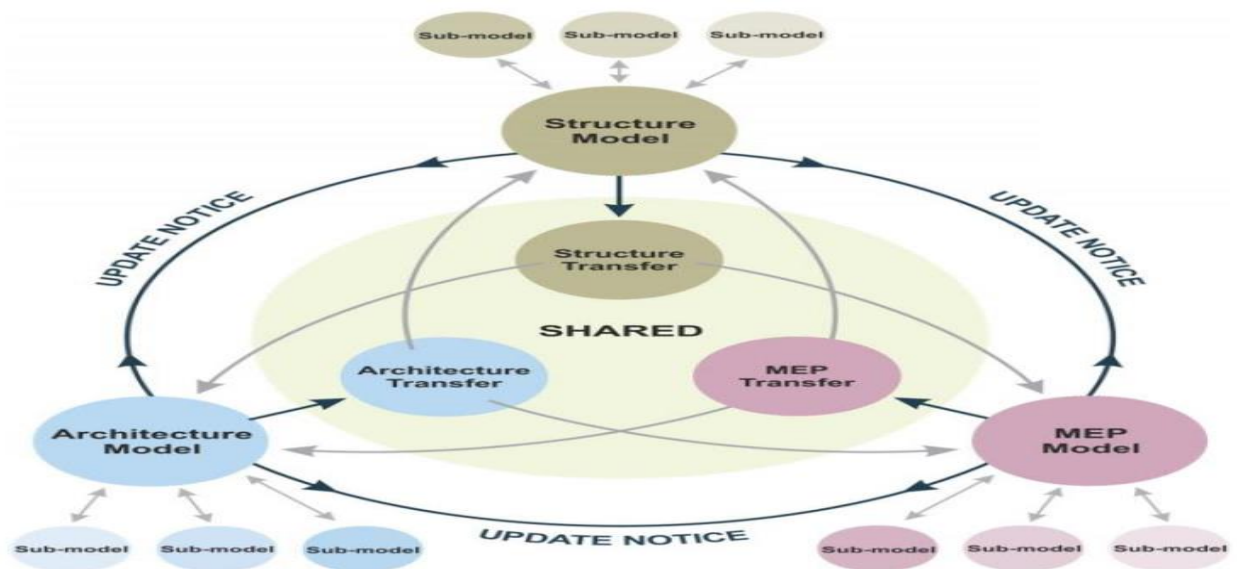 Sub-model
Sub-model
Sub-model
Structure
Model
UPDATE NOTICE
UPDATE NOTICE
Structure
Transfer
SHARED
Architecture
Transfer
MEP
Transfer
Architecture
Model
MEP
Model
UPDATE NOTICE
Sub-model
Sub-model
Sub-model
Sub-model
Sub-model
Sub-model